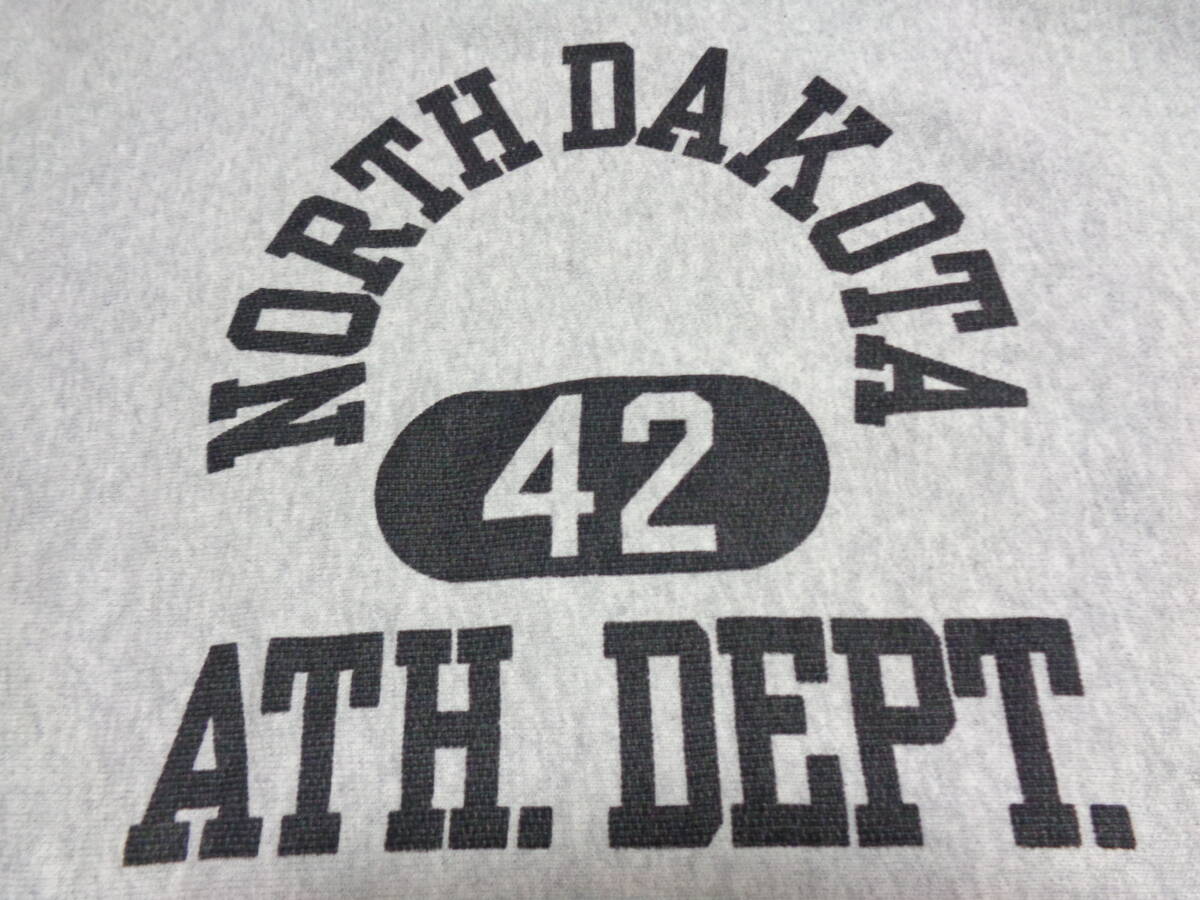 NORTH DAKOTA
42
ATH. DEPT.